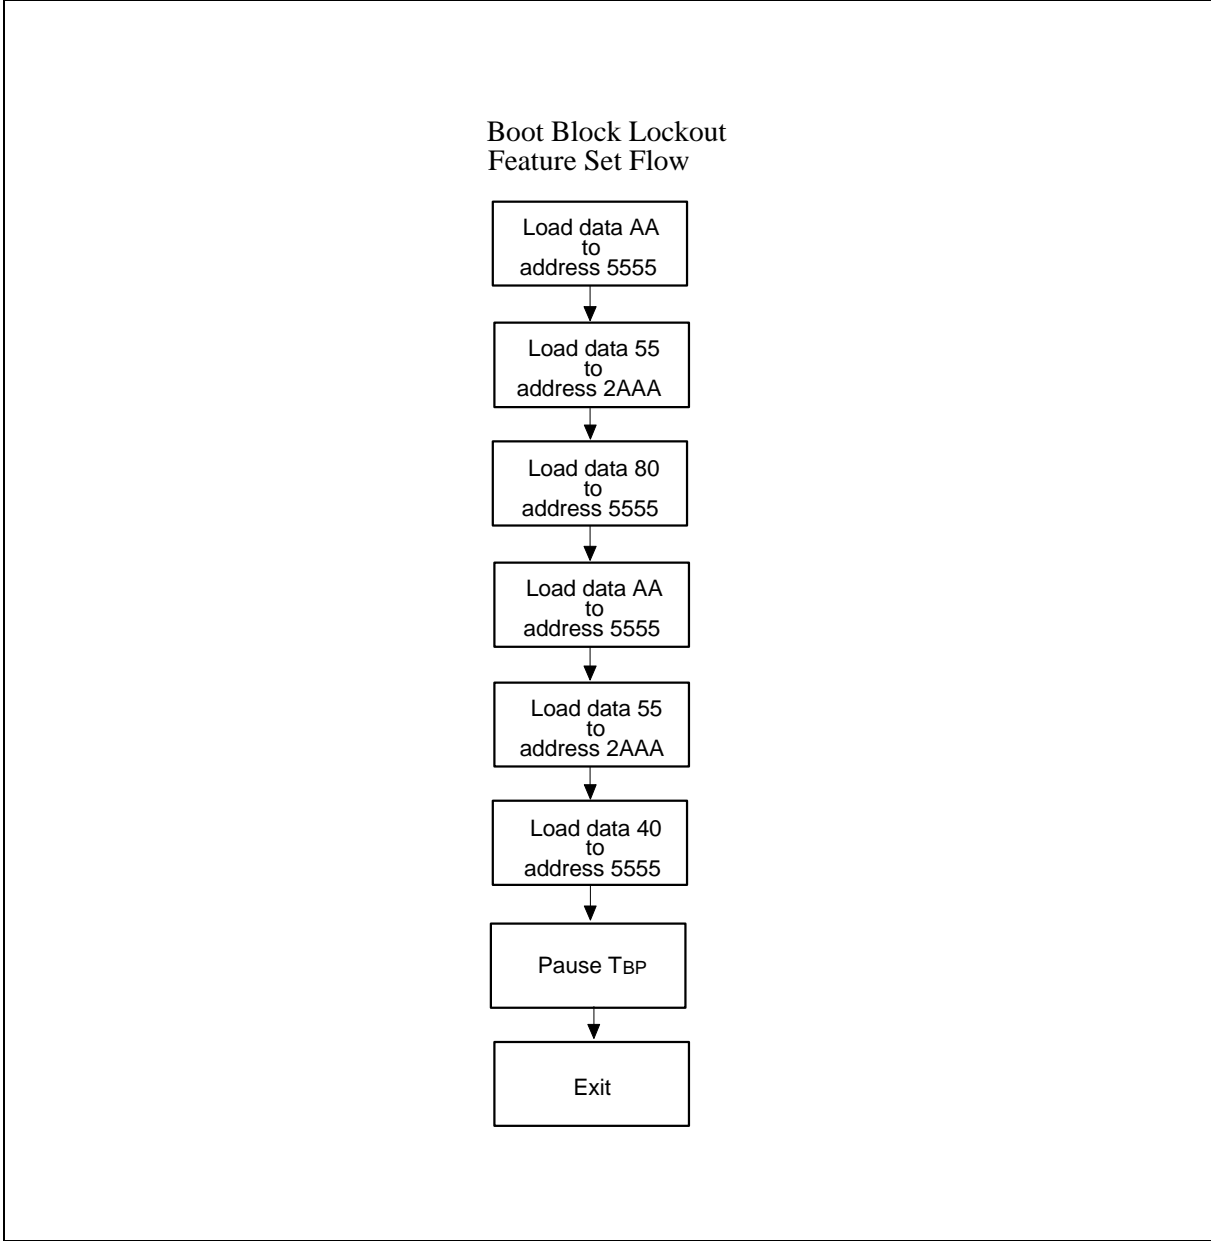 Boot Block Lockout
Feature Set Flow
Load data AA
to
address 5555
Load data 55
to
address 2AAA
Load data 80
to
address 5555
Load data AA
to
address 5555
Load data 55
to
address 2AAA
Load data 40
to
address 5555
Pause TBP
Exit